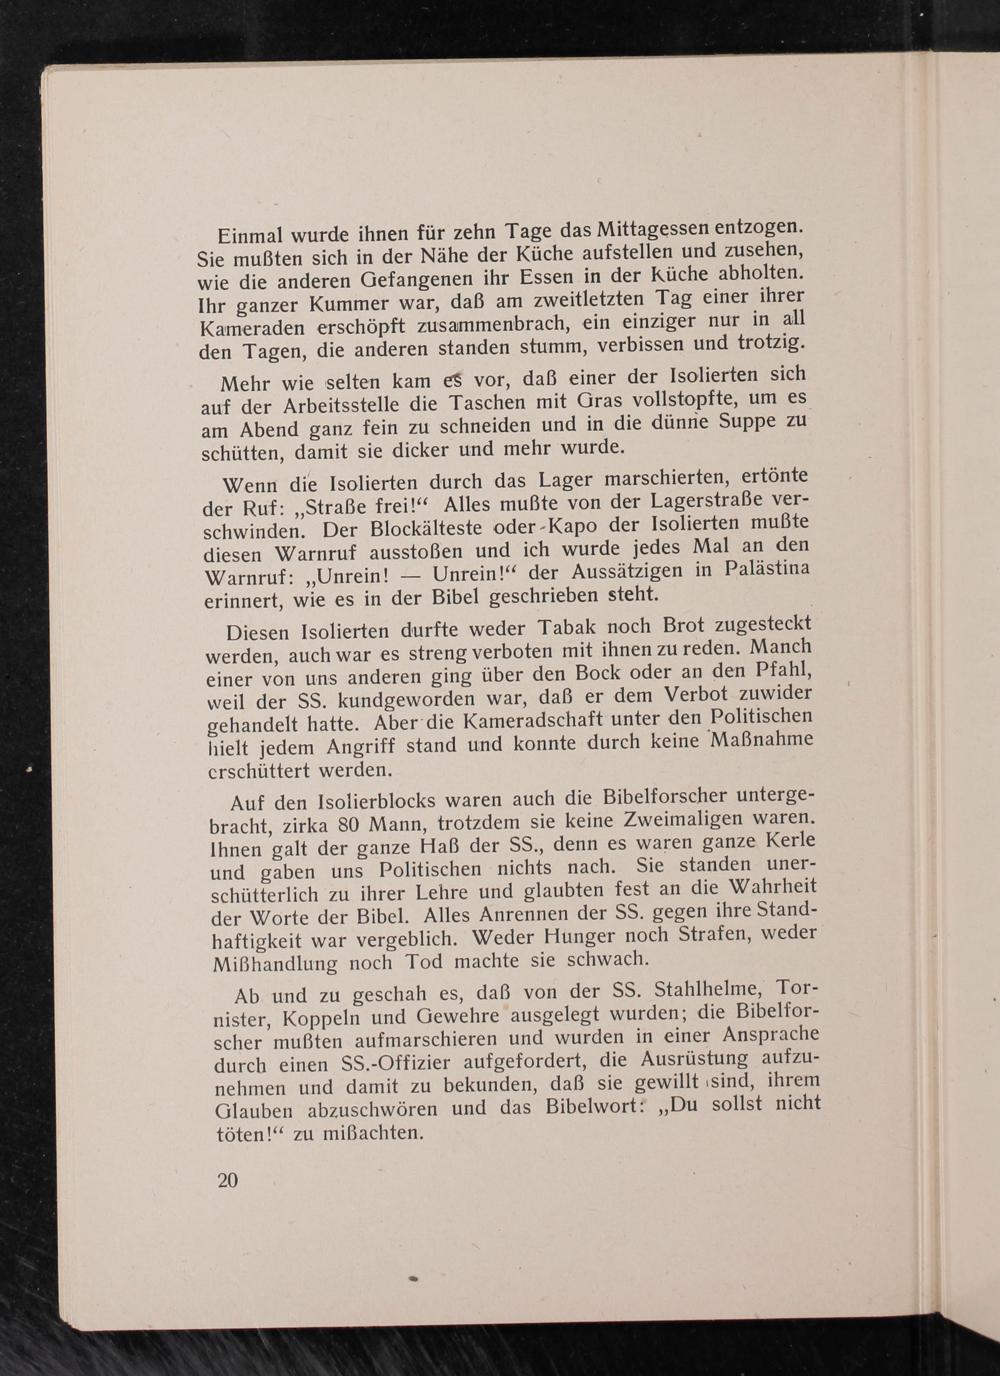 Einmal wurde ihnen für zehn Tage das Mittagessen entzogen.
Sie mußten sich in der Nähe der Küche aufstellen und zusehen,
wie die anderen Gefangenen ihr Essen in der Küche abholten.
Ihr ganzer Kummer war, daß am zweitletzten Tag einer ihrer
Kameraden erschöpft zusammenbrach, ein einziger nur in all
den Tagen, die anderen standen stumm, verbissen und trotzig.
Mehr wie selten kam es vor, daß einer der Isolierten sich
auf der Arbeitsstelle die Taschen mit Gras vollstopfte, um es
am Abend ganz fein zu schneiden und in die dünne Suppe zu
schütten, damit sie dicker und mehr wurde.
Wenn die Isolierten durch das Lager marschierten, ertönte
der Ruf: „Straße frei!“ Alles mußte von der Lagerstraße ver-
schwinden. Der Blockälteste oder-Kapo der Isolierten mußte
diesen Warnruf ausstoßen und ich wurde jedes Mal an den
Warnruf: „Unrein! — Unrein!“ der Aussätzigen in Palästina
erinnert, wie es in der Bibel geschrieben steht.
Diesen Isolierten durfte weder Tabak noch Brot zugesteckt
werden, auch war es streng verboten mit ihnen zu reden. Manch
einer von uns anderen ging über den Bock oder an den Pfahl,
weil der SS. kundgeworden war, daß er dem Verbot zuwider
gehandelt hatte. Aber die Kameradschaft unter den Politischen
hielt jedem Angriff stand und konnte durch keine Maßnahme
erschüttert werden.
Auf den Isolierblocks waren auch die Bibelforscher unterge-
bracht, zirka 80 Mann, trotzdem sie keine Zweimaligen waren.
Ihnen galt der ganze Haß der SS., denn es waren ganze Kerle
und gaben uns Politischen nichts nach. Sie standen uner-
schütterlich zu ihrer Lehre und glaubten fest an die Wahrheit
der Worte der Bibel. Alles Anrennen der SS. gegen ihre Stand-
haftigkeit war vergeblich. Weder Hunger noch Strafen, weder
Mißhandlung noch Tod machte sie schwach.
Ab und zu geschah es, daß von der SS. Stahlhelme, Tor-
nister, Koppeln und Gewehre ausgelegt wurden; die Bibelfor-
scher mußten aufmarschieren und wurden in einer Ansprache
durch einen SS.-Offizier aufgefordert, die Ausrüstung aufzu-
nehmen und damit zu bekunden, daß sie gewillt sind, ihrem
Glauben abzuschwören und das Bibelwort: „Du sollst nicht
töten!“ zu mißachten.
20